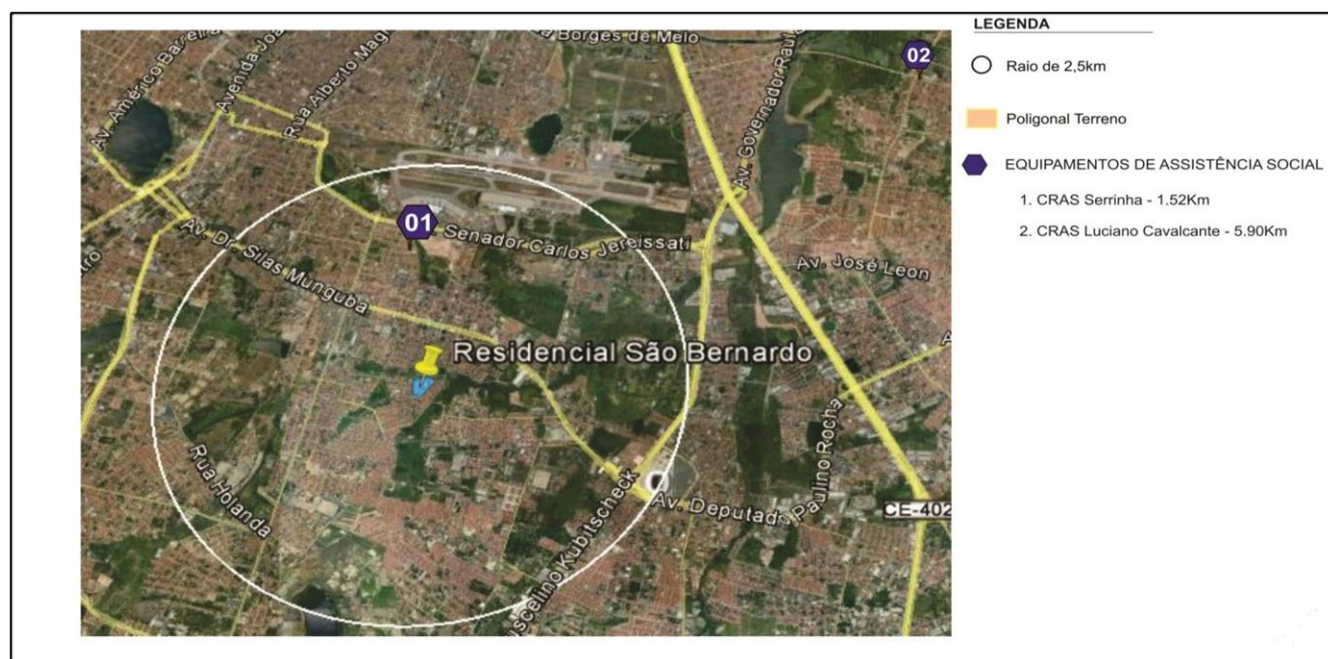 LEGENDA
Raio de 2,5km
Poligonal Terreno
EQUIPAMENTOS DE ASSISTÊNCIA SOCIAL
1. CRAS Serrinha - 1.52Km
2. CRAS Luciano Cavalcante - 5.90Km
Borges de Melo
02
Av. Américo Barreira
Avenida Joa
Rua Alberto Mag
Av. Governador Raul
01
Senador Carlos Jereissati
Av. Dr. Silas Munguba
Av. José Leon
Residencial São Bernardo
Rua Holanda
uscelino Kubitscheck
Av. Deputado Paulino Rocha
CE-402